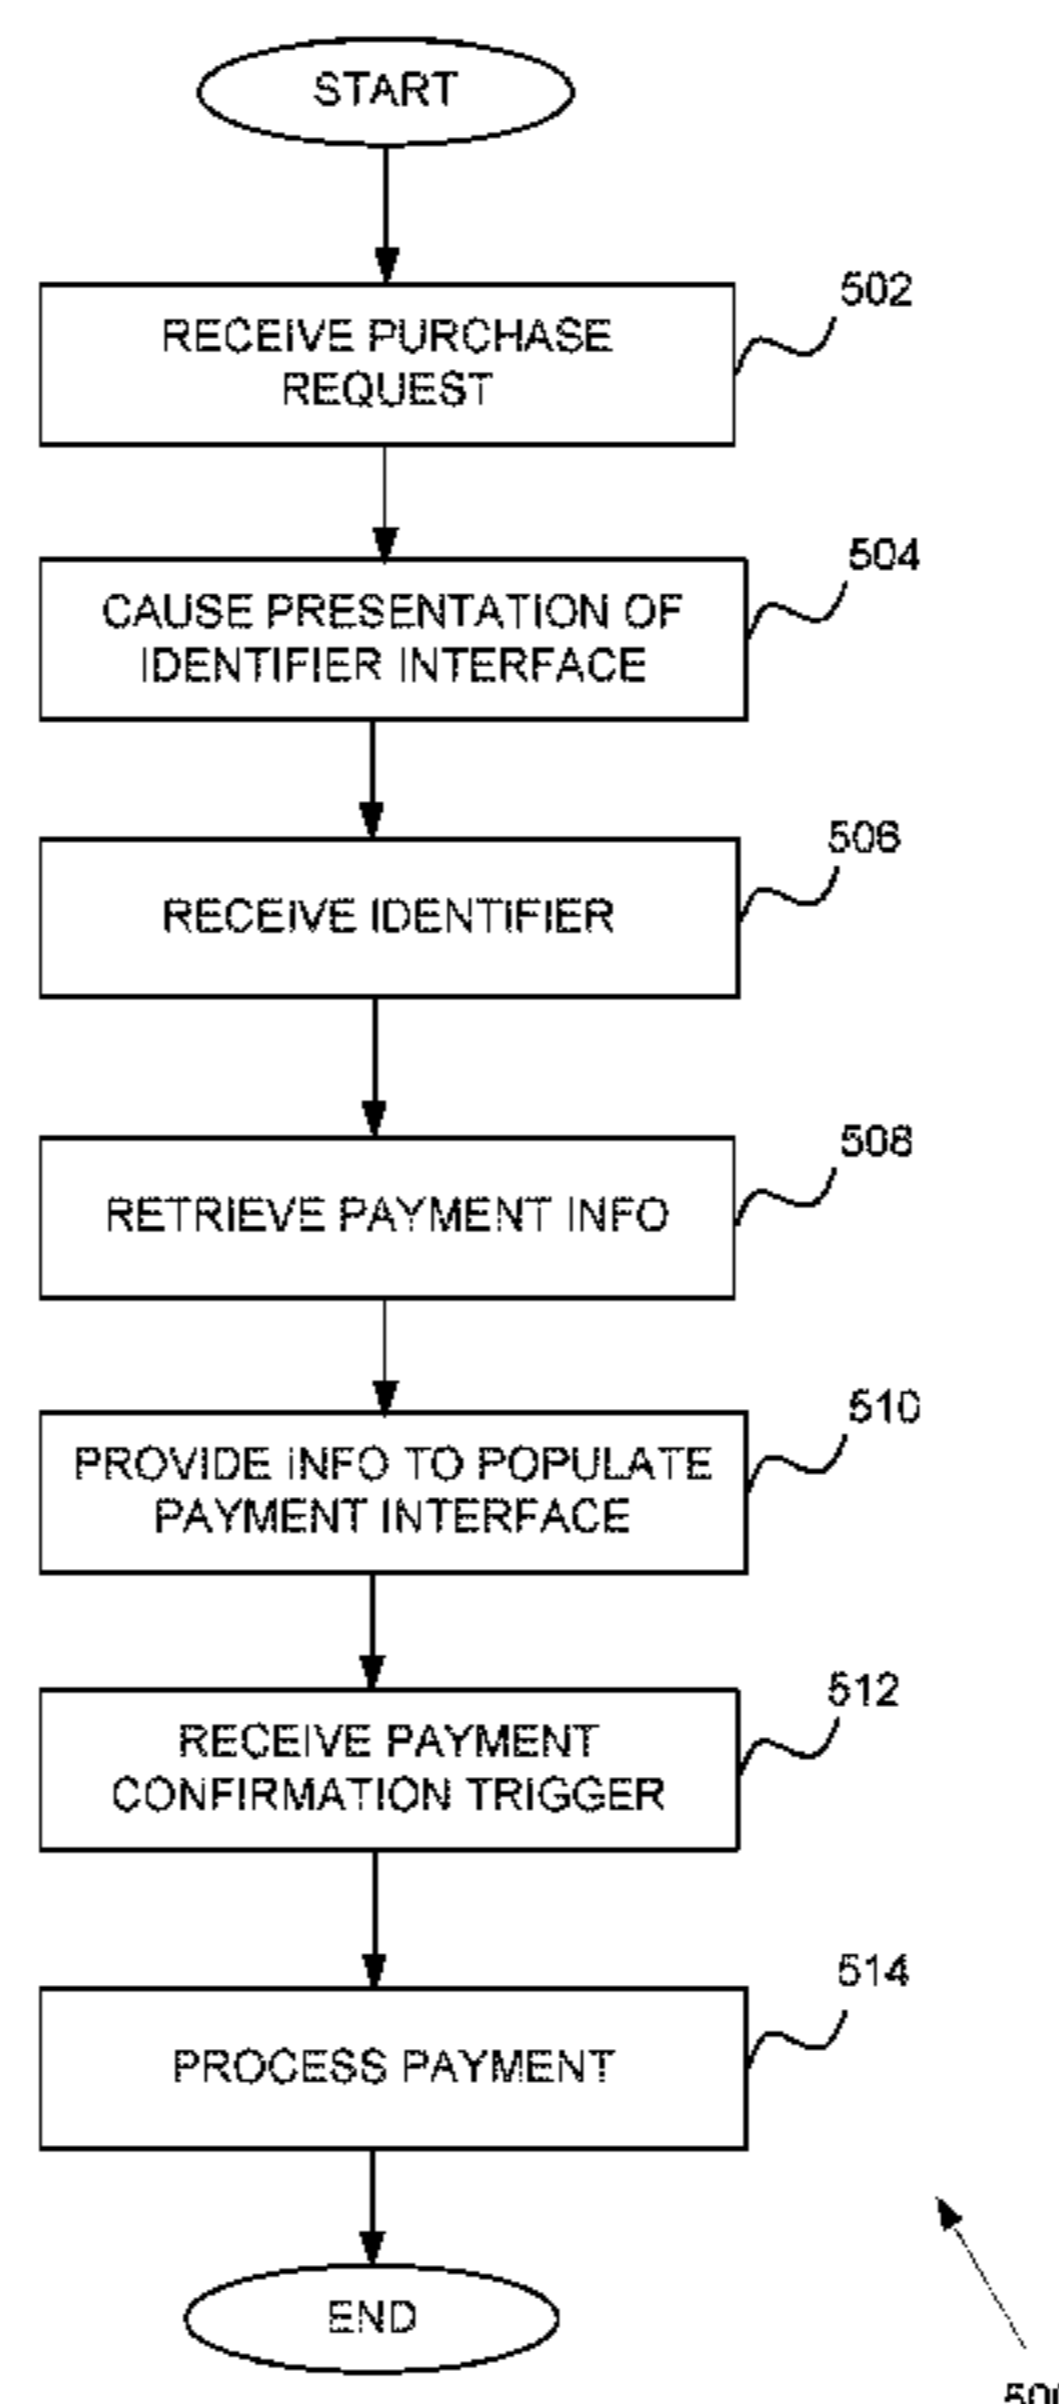 START
RECEIVE PURCHASE
REQUEST
502
CAUSE PRESENTATION OF
IDENTIFIER INTERFACE
504
RECEIVE IDENTIFIER
506
RETRIEVE PAYMENT INFO
508
PROVIDE INFO TO POPULATE
PAYMENT INTERFACE
510
RECEIVE PAYMENT
CONFIRMATION TRIGGER
512
PROCESS PAYMENT
514
END